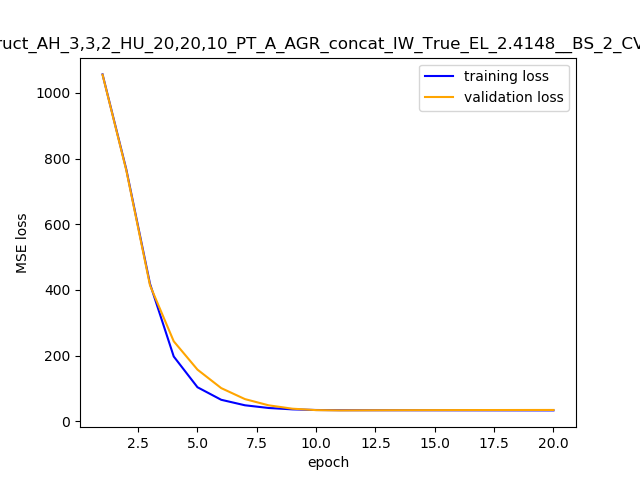 ruct_AH_3,3,2_HU_20,20,10_PT_A_AGR_concat_IW_True_EL_2.4148__BS_2_CV
training loss
validation loss
1000
800
600
400
200
0
MSE loss
2.5 5.0 7.5 10.0 12.5 15.0 17.5 20.0
epoch